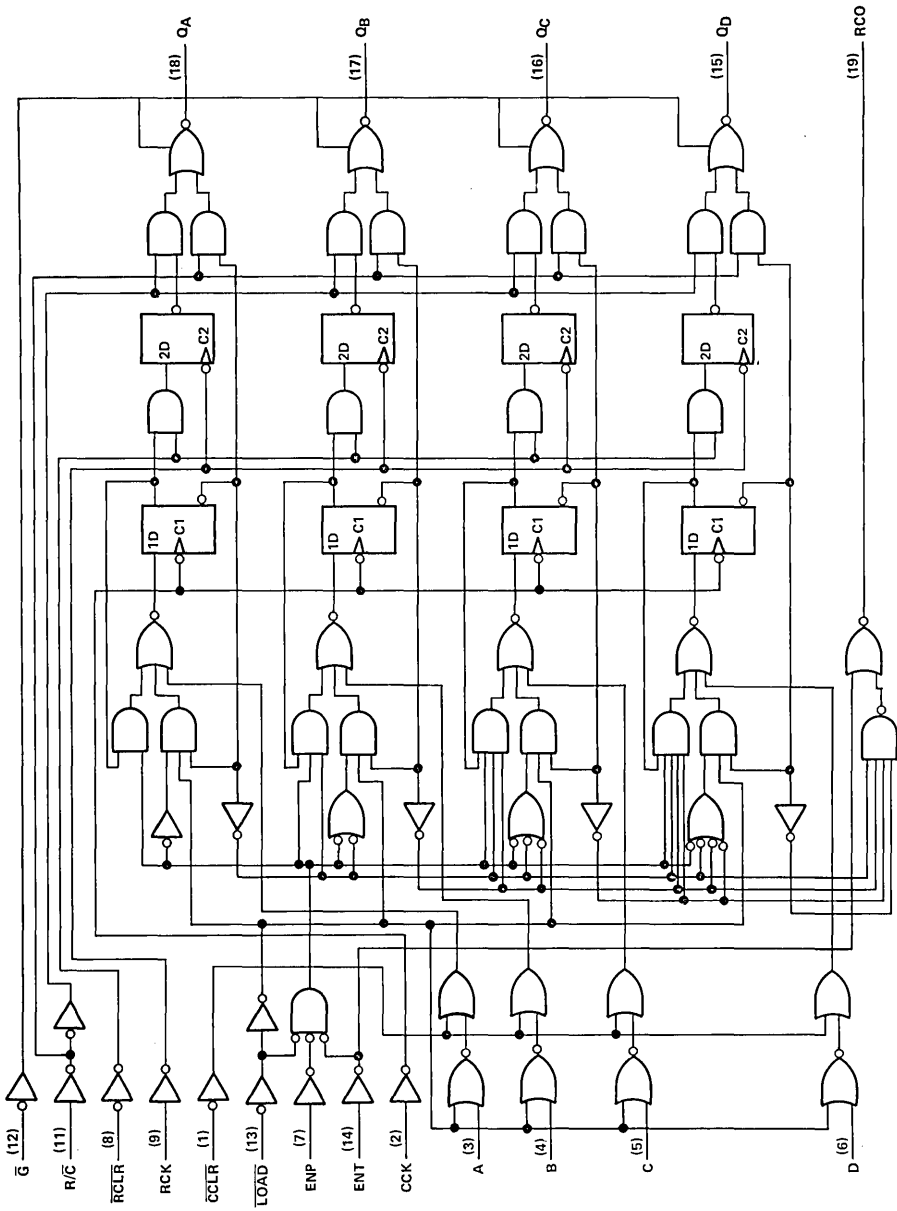 G (12)
R/C (11)
RCLR (8)
RCK (9)
CCLR (1)
LOAD (13)
ENP (7)
ENT (14)
CCK (2)
A (3)
B (4)
C (5)
D (6)
1D
C1
2D
C2
(18) QA
1D
C1
2D
C2
(17) QB
1D
C1
2D
C2
(16) QC
1D
C1
2D
C2
(15) QD
(19) RCO